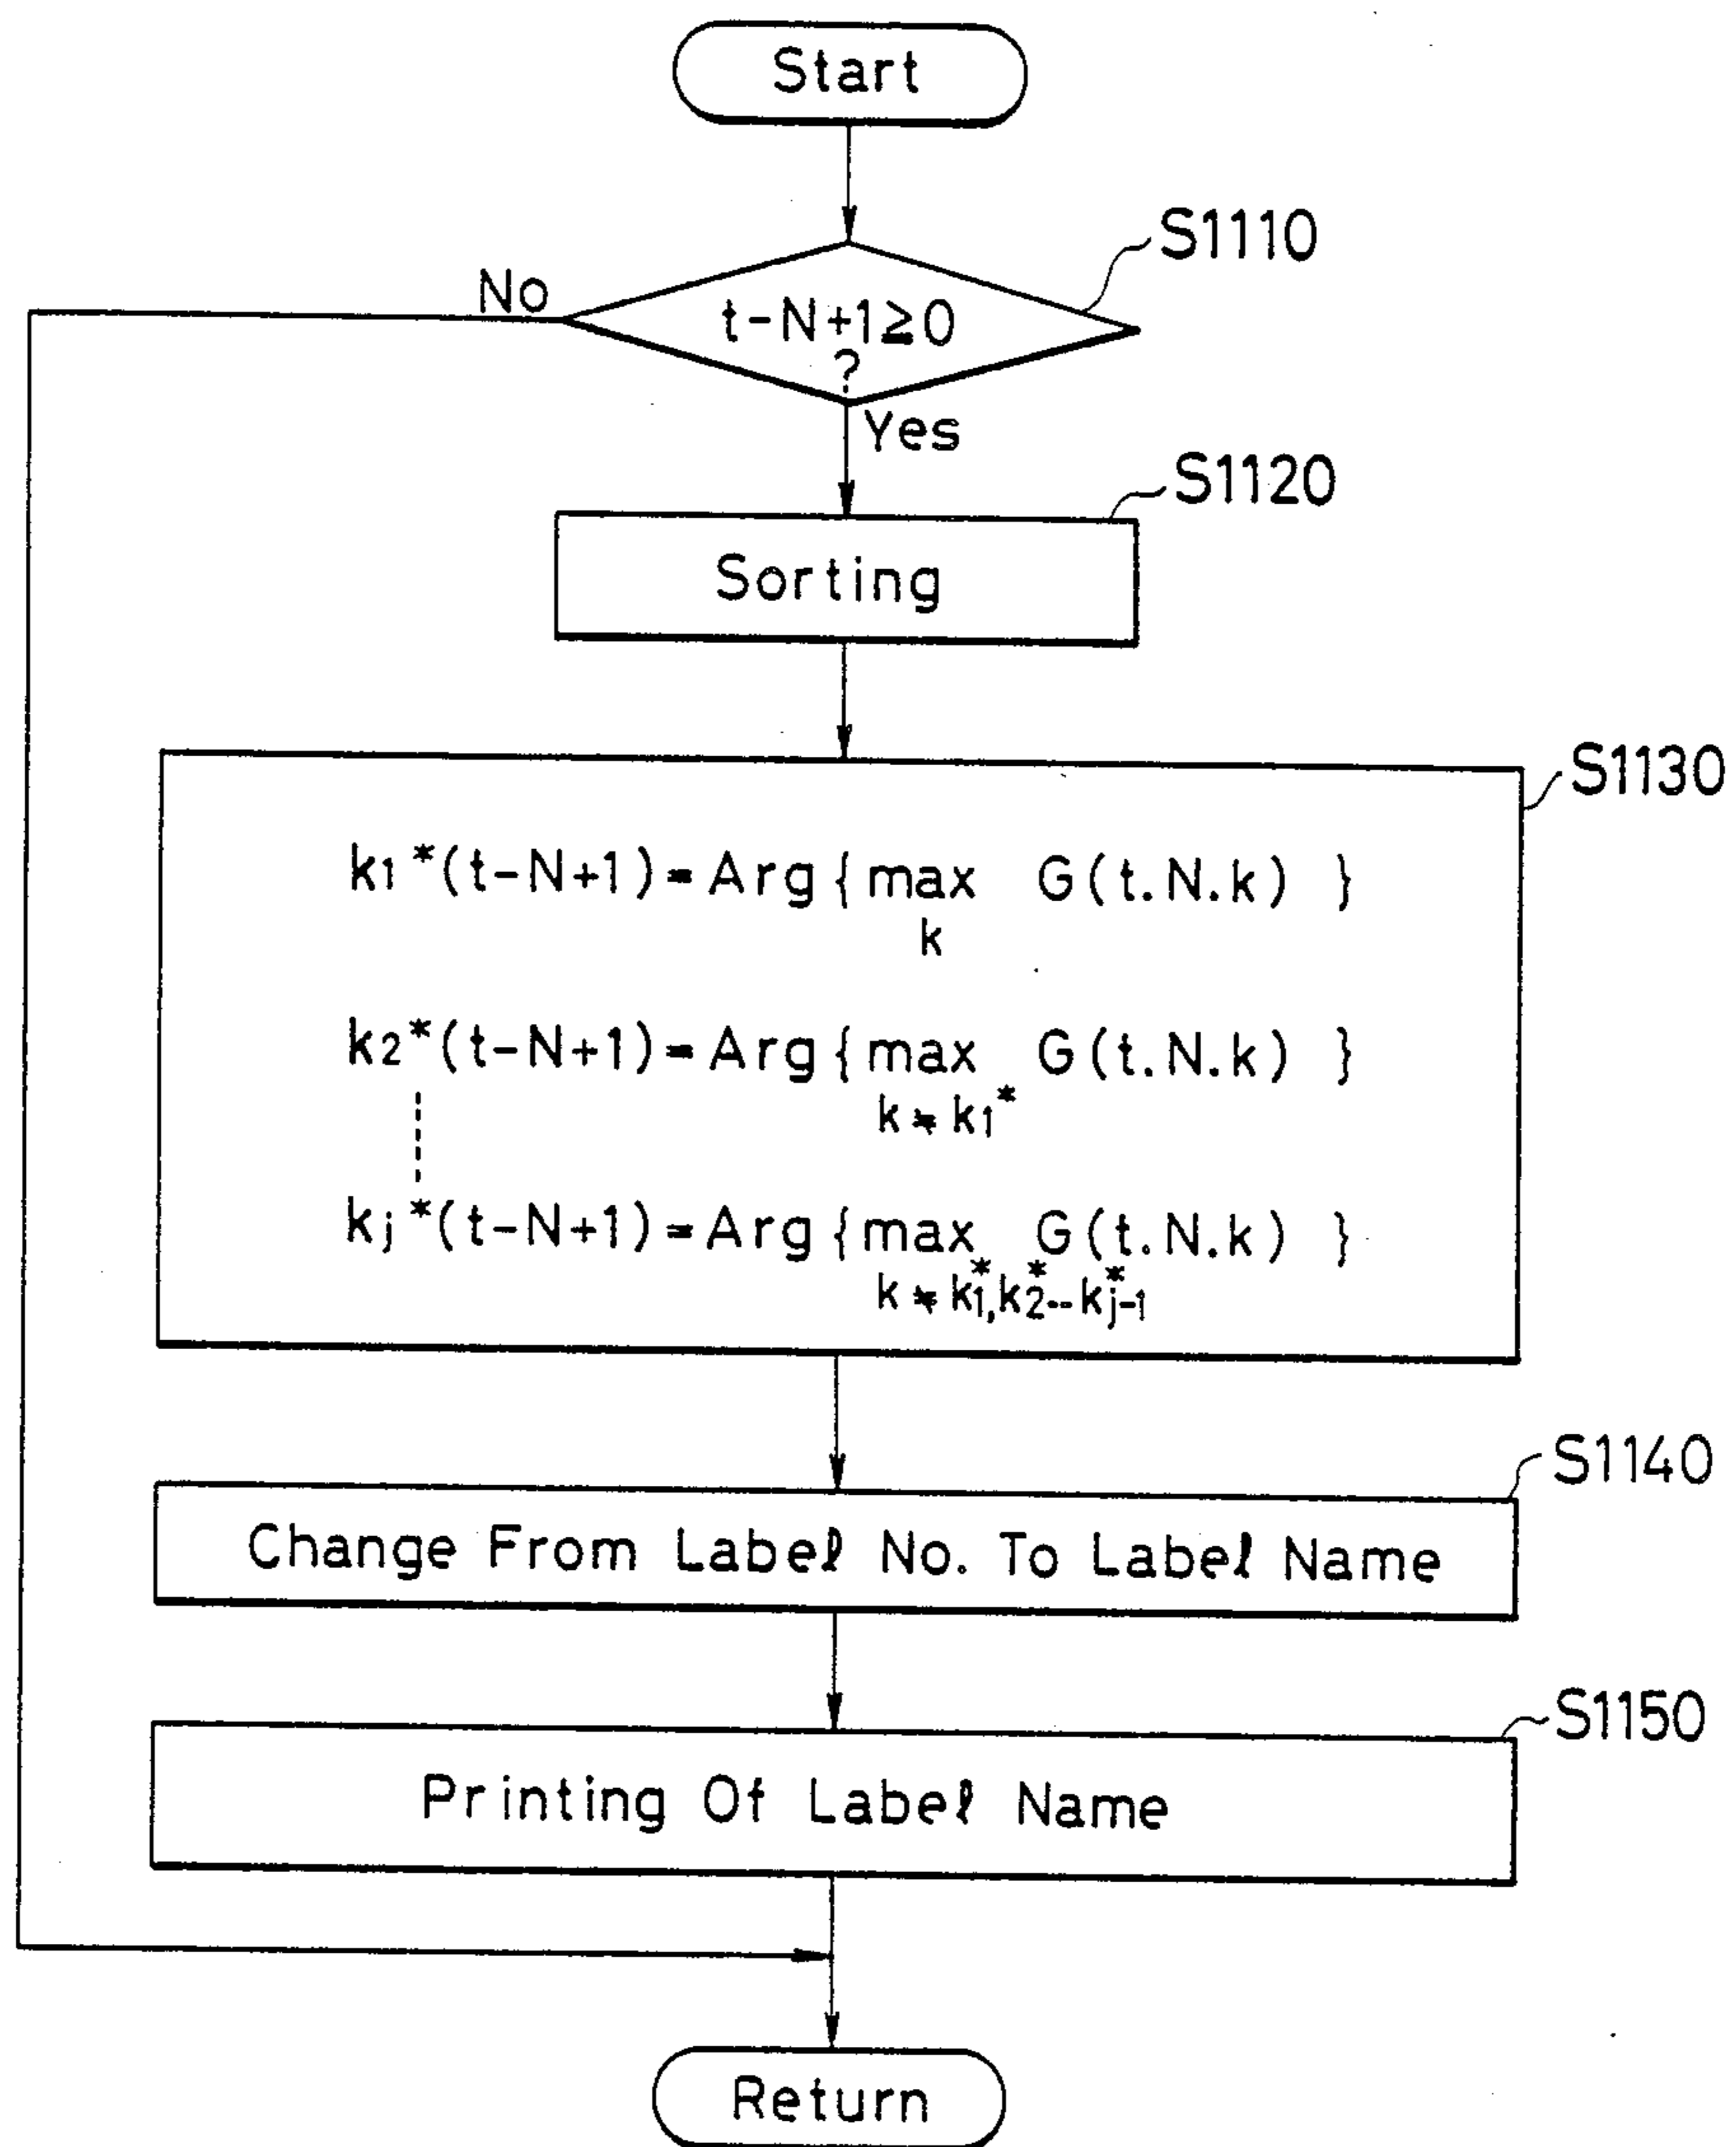 Start
S1110
No
t-N+1≧0
?
Yes
S1120
Sorting
S1130
k1*(t-N+1)=Arg{max G(t.N.k) }
k
k2*(t-N+1)=Arg{max G(t.N.k) }
k≠k1*
kj*(t-N+1)=Arg{max G(t.N.k) }
k≠k1*,k2*--kj-1*
S1140
Change From Label No. To Label Name
S1150
Printing Of Label Name
Return